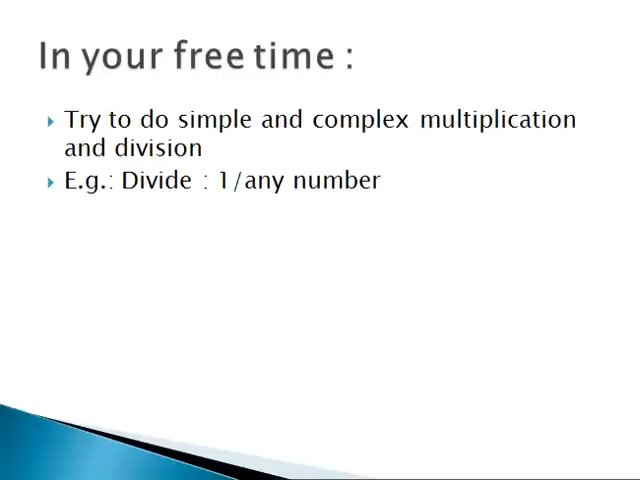 In your free time :
Try to do simple and complex multiplication
and division
E.g.: Divide : 1/any number